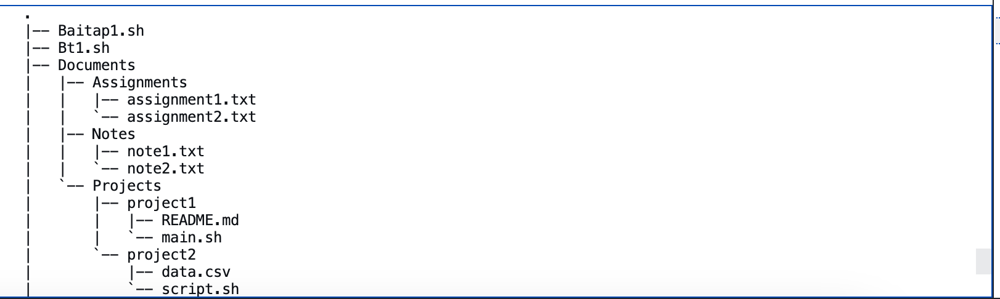 .
|-- Baitap1.sh
|-- Bt1.sh
|-- Documents
|   |-- Assignments
|   |   |-- assignment1.txt
|   |   `-- assignment2.txt
|   |-- Notes
|   |   |-- note1.txt
|   |   `-- note2.txt
|   `-- Projects
|       |-- project1
|       |   |-- README.md
|       |   `-- main.sh
|       `-- project2
|           |-- data.csv
|           `-- script.sh